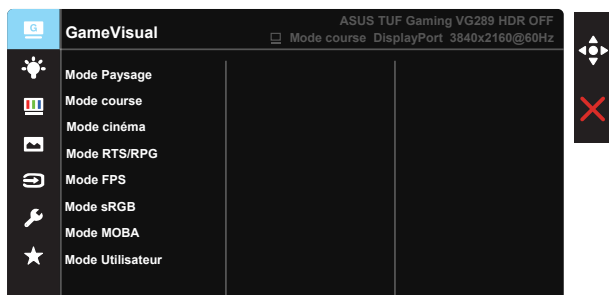 G
GameVisual
ASUS TUF Gaming VG289 HDR OFF
Mode course DisplayPort 3840x2160@60Hz
Mode Paysage
Mode course
Mode cinéma
Mode RTS/RPG
Mode FPS
Mode sRGB
Mode MOBA
Mode Utilisateur